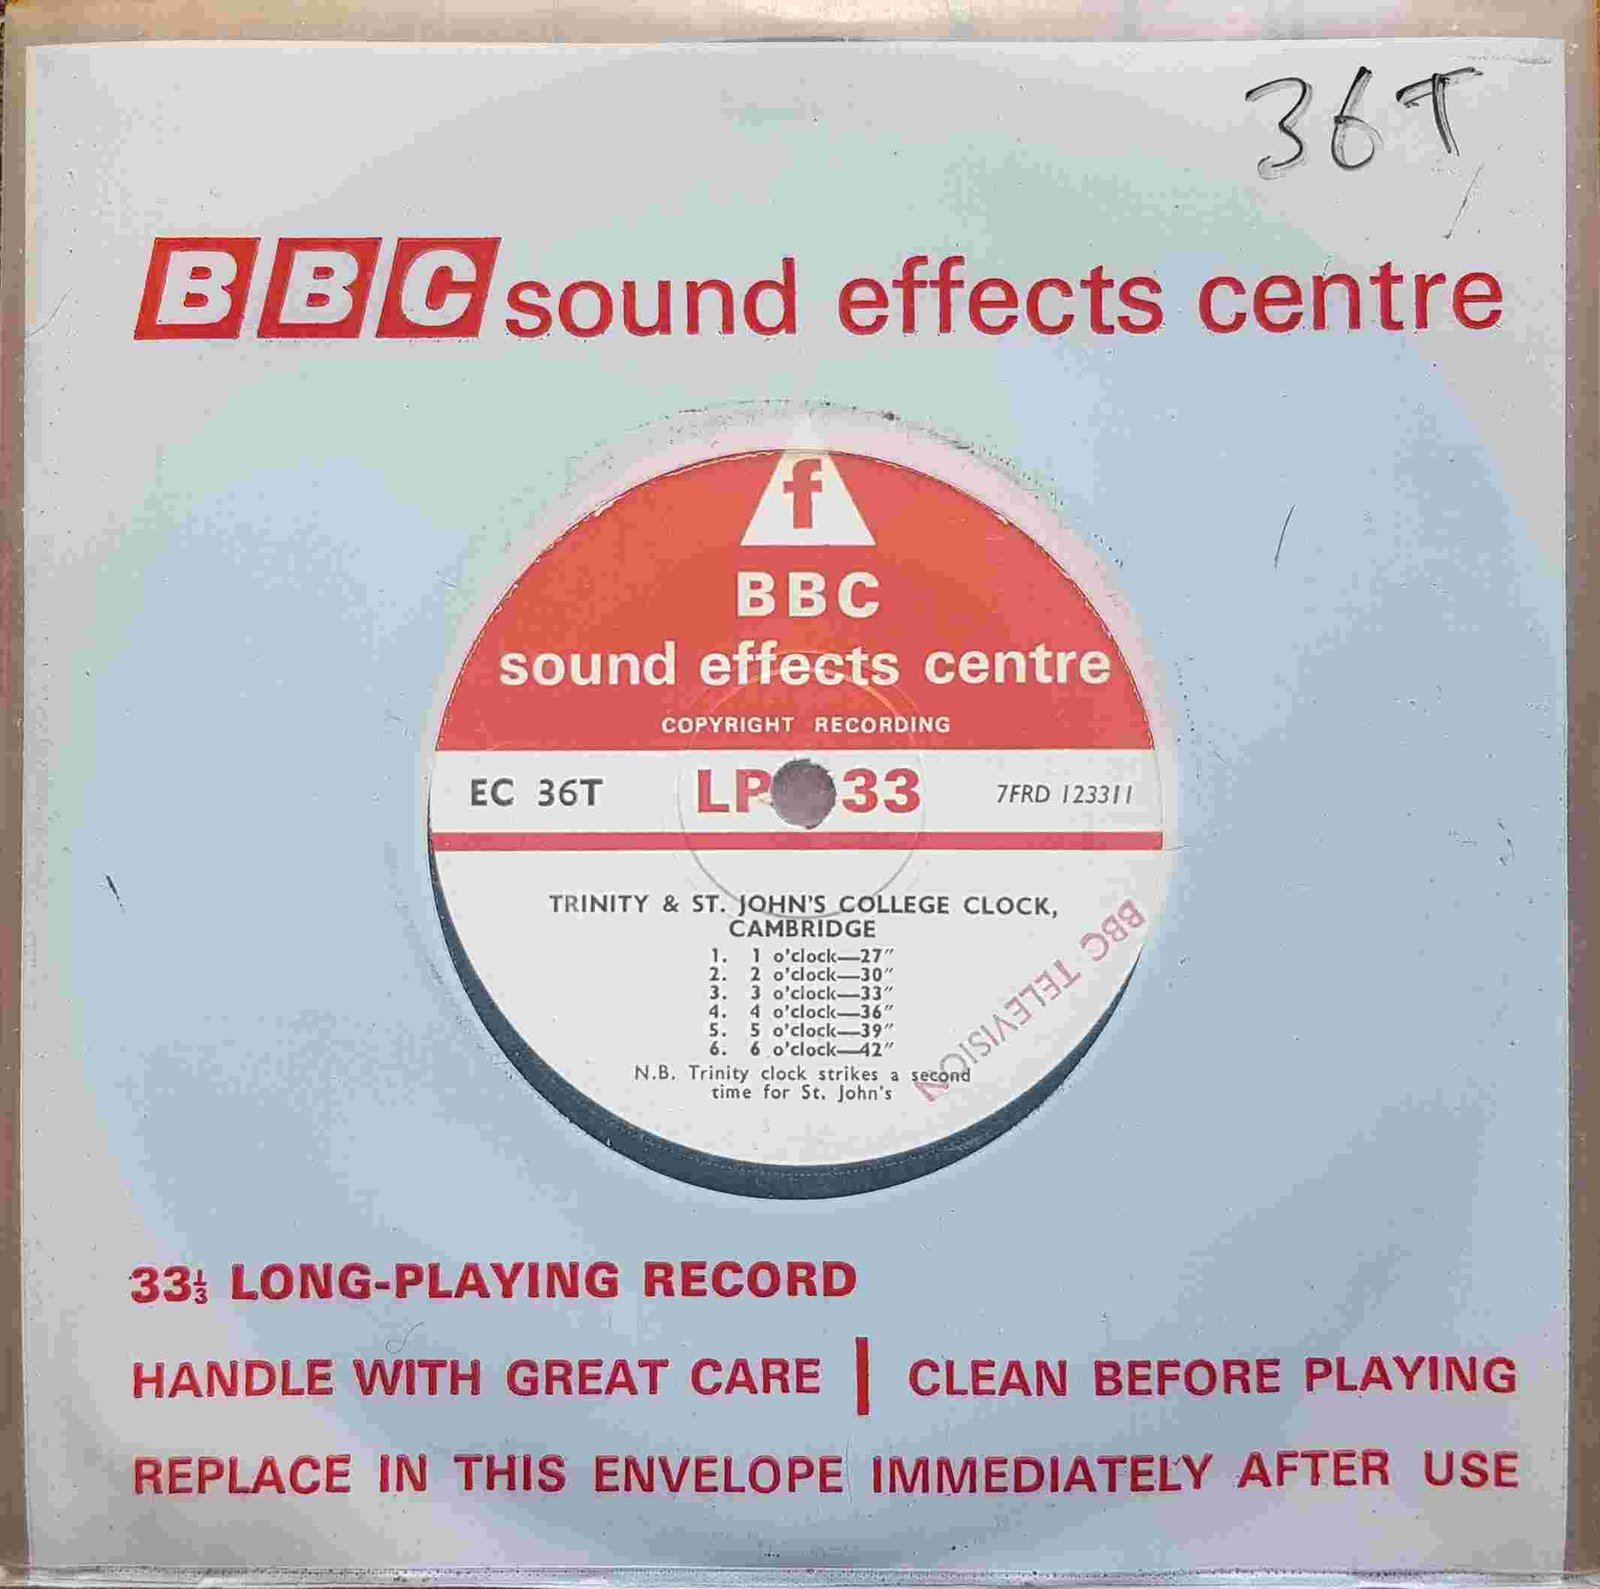 36T
BBC sound effects centre
f
BBC
sound effects centre
COPYRIGHT RECORDING
EC 36T LP 33 7FRD 123311
TRINITY & ST. JOHN'S COLLEGE CLOCK,
CAMBRIDGE
1. 1 o'clock—27"
2. 2 o'clock—30"
3. 3 o'clock—33"
4. 4 o'clock—36"
5. 5 o'clock—39"
6. 6 o'clock—42"
N.B. Trinity clock strikes a second
time for St. John's
BBC TELEVISION
33⅓ LONG-PLAYING RECORD
HANDLE WITH GREAT CARE | CLEAN BEFORE PLAYING
REPLACE IN THIS ENVELOPE IMMEDIATELY AFTER USE